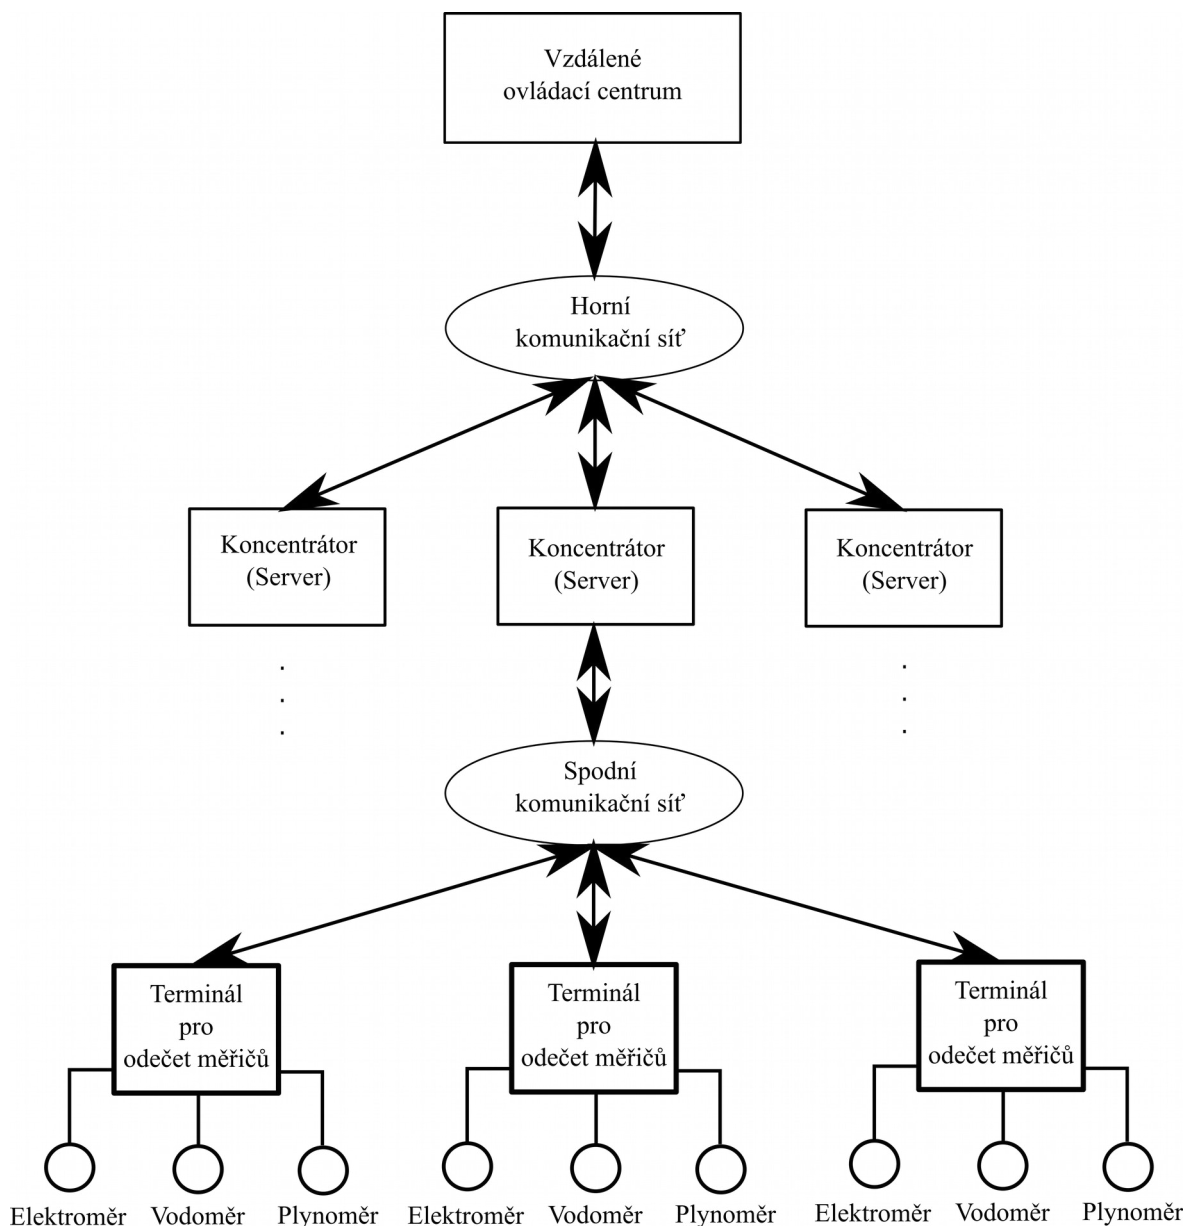 Vzdálené
ovládací centrum
Horní
komunikační síť
Koncentrátor
(Server)
Koncentrátor
(Server)
Koncentrátor
(Server)
Spodní
komunikační síť
Terminál
pro
odečet měřičů
Terminál
pro
odečet měřičů
Terminál
pro
odečet měřičů
Elektroměr Vodoměr Plynoměr Elektroměr Vodoměr Plynoměr Elektroměr Vodoměr Plynoměr